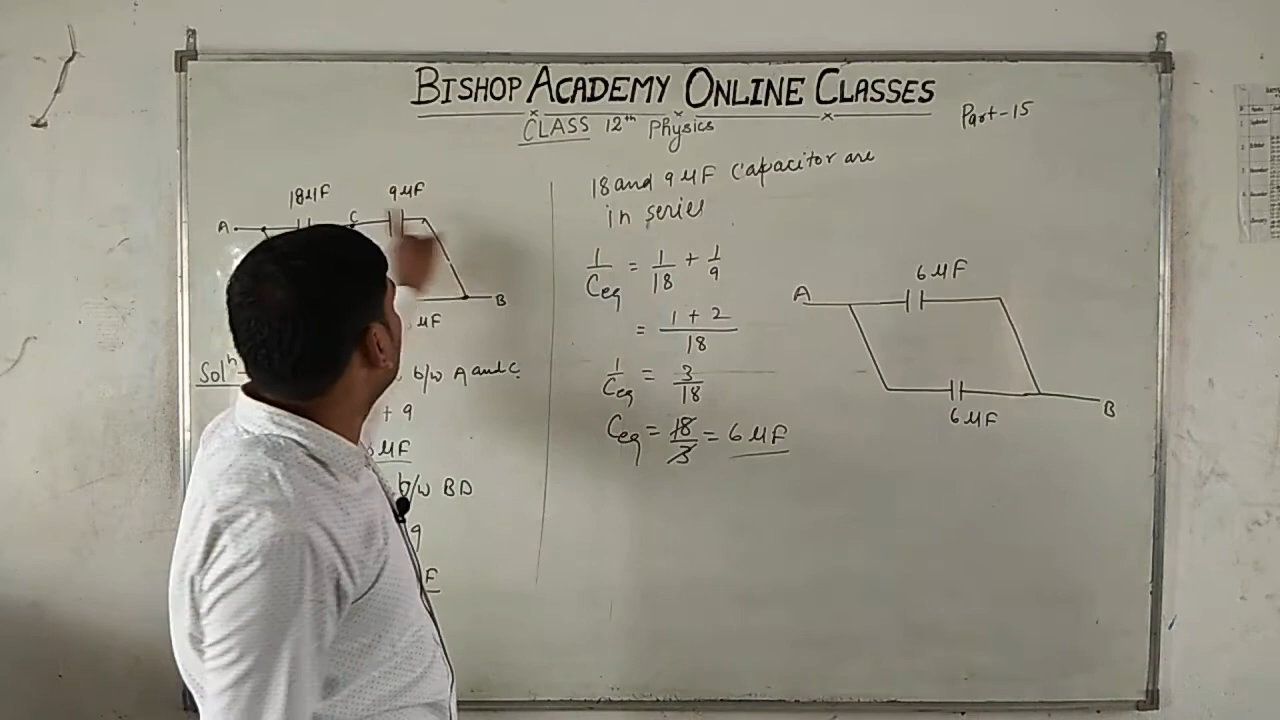 BISHOP ACADEMY ONLINE CLASSES
CLASS 12th Physics
Part-15
18μF
9μF
A
C
B
μF
Solⁿ
b/w A and C
+ 9
μF
b/w BD
9
F
18 and 9 μF Capacitor are
in series
1/Ceq = 1/18 + 1/9
= 1 + 2/18
1/Ceq = 3/18
Ceq = 18/3 = 6 μF
6 μF
A
6 μF
B